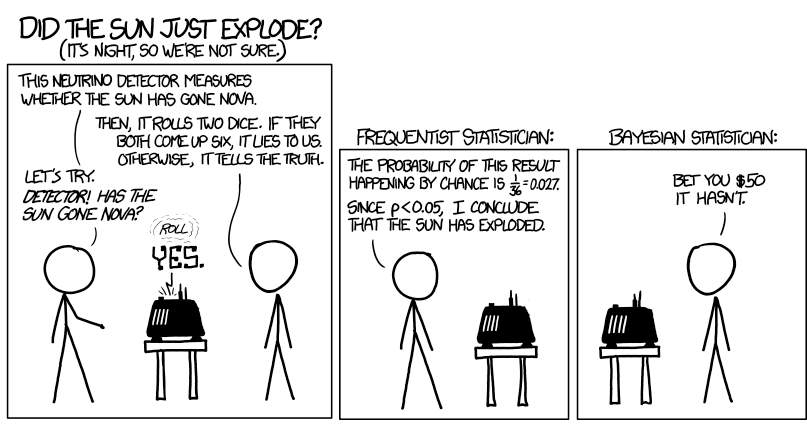 DID THE SUN JUST EXPLODE?
(IT'S NIGHT, SO WE'RE NOT SURE.)
THIS NEUTRINO DETECTOR MEASURES
WHETHER THE SUN HAS GONE NOVA.
THEN, IT ROLLS TWO DICE. IF THEY
BOTH COME UP SIX, IT LIES TO US.
OTHERWISE, IT TELLS THE TRUTH.
LET'S TRY.
DETECTOR! HAS THE
SUN GONE NOVA?
ROLL
YES.
FREQUENTIST STATISTICIAN:
THE PROBABILITY OF THIS RESULT
HAPPENING BY CHANCE IS 1/36=0.027.
SINCE p<0.05, I CONCLUDE
THAT THE SUN HAS EXPLODED.
BAYESIAN STATISTICIAN:
BET YOU $50
IT HASN'T.